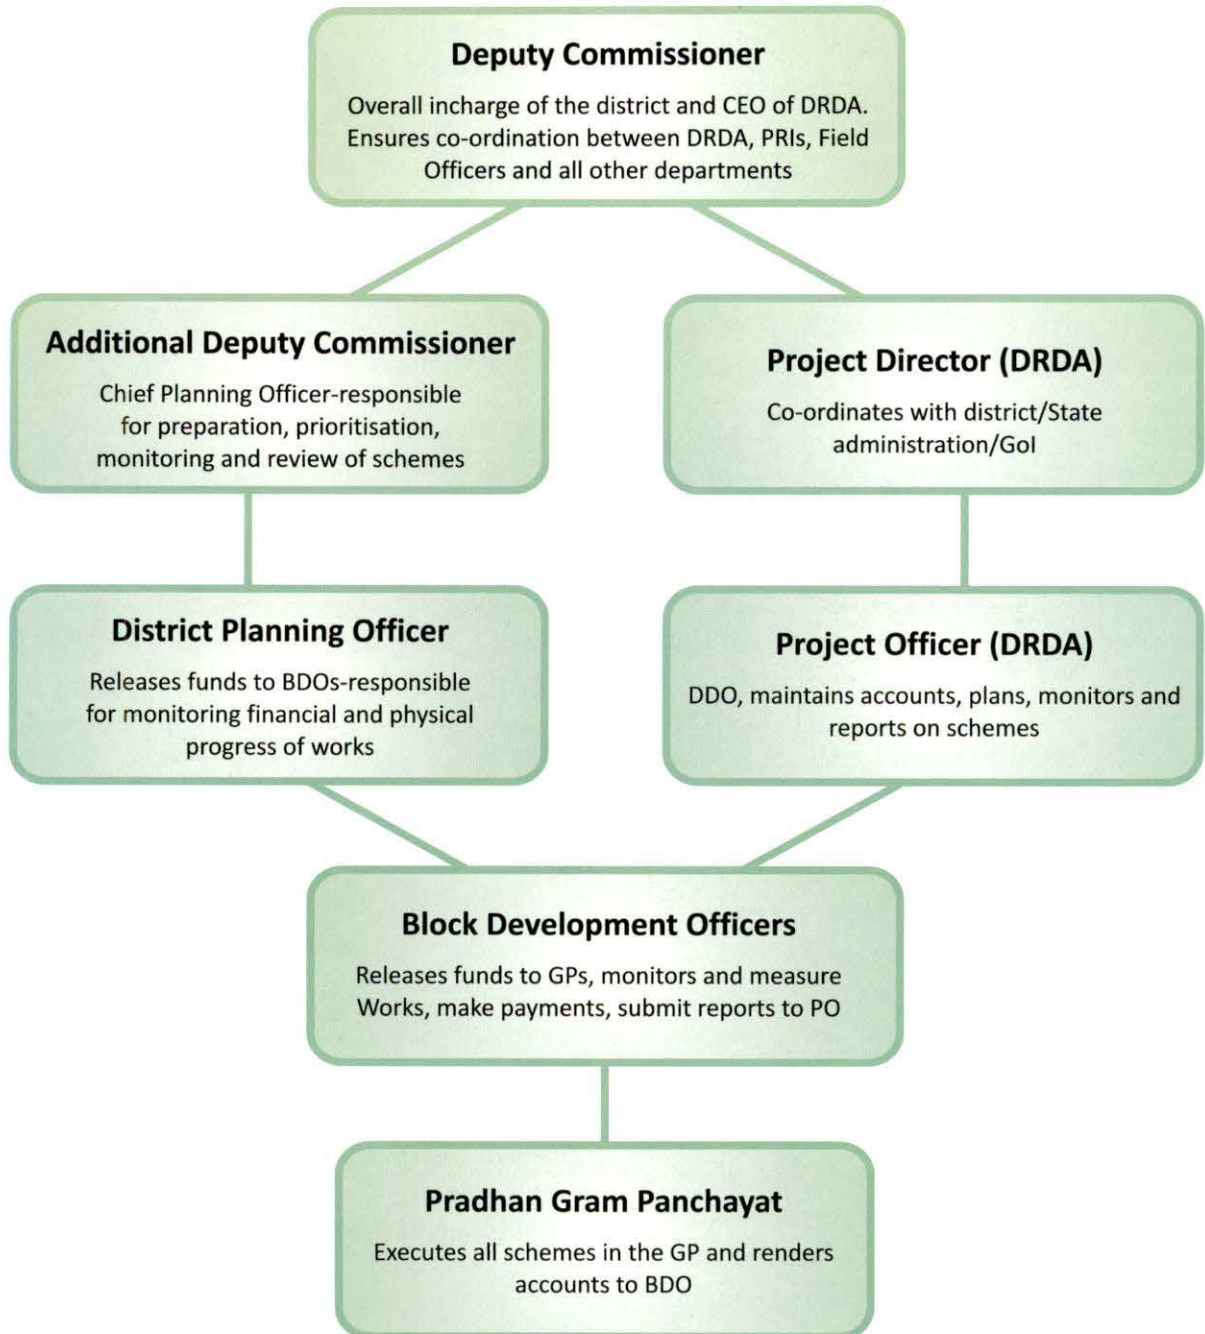 Deputy Commissioner
Overall incharge of the district and CEO of DRDA.
Ensures co-ordination between DRDA, PRIs, Field
Officers and all other departments
Additional Deputy Commissioner
Chief Planning Officer-responsible
for preparation, prioritisation,
monitoring and review of schemes
Project Director (DRDA)
Co-ordinates with district/State
administration/GoI
District Planning Officer
Releases funds to BDOs-responsible
for monitoring financial and physical
progress of works
Project Officer (DRDA)
DDO, maintains accounts, plans, monitors and
reports on schemes
Block Development Officers
Releases funds to GPs, monitors and measure
Works, make payments, submit reports to PO
Pradhan Gram Panchayat
Executes all schemes in the GP and renders
accounts to BDO